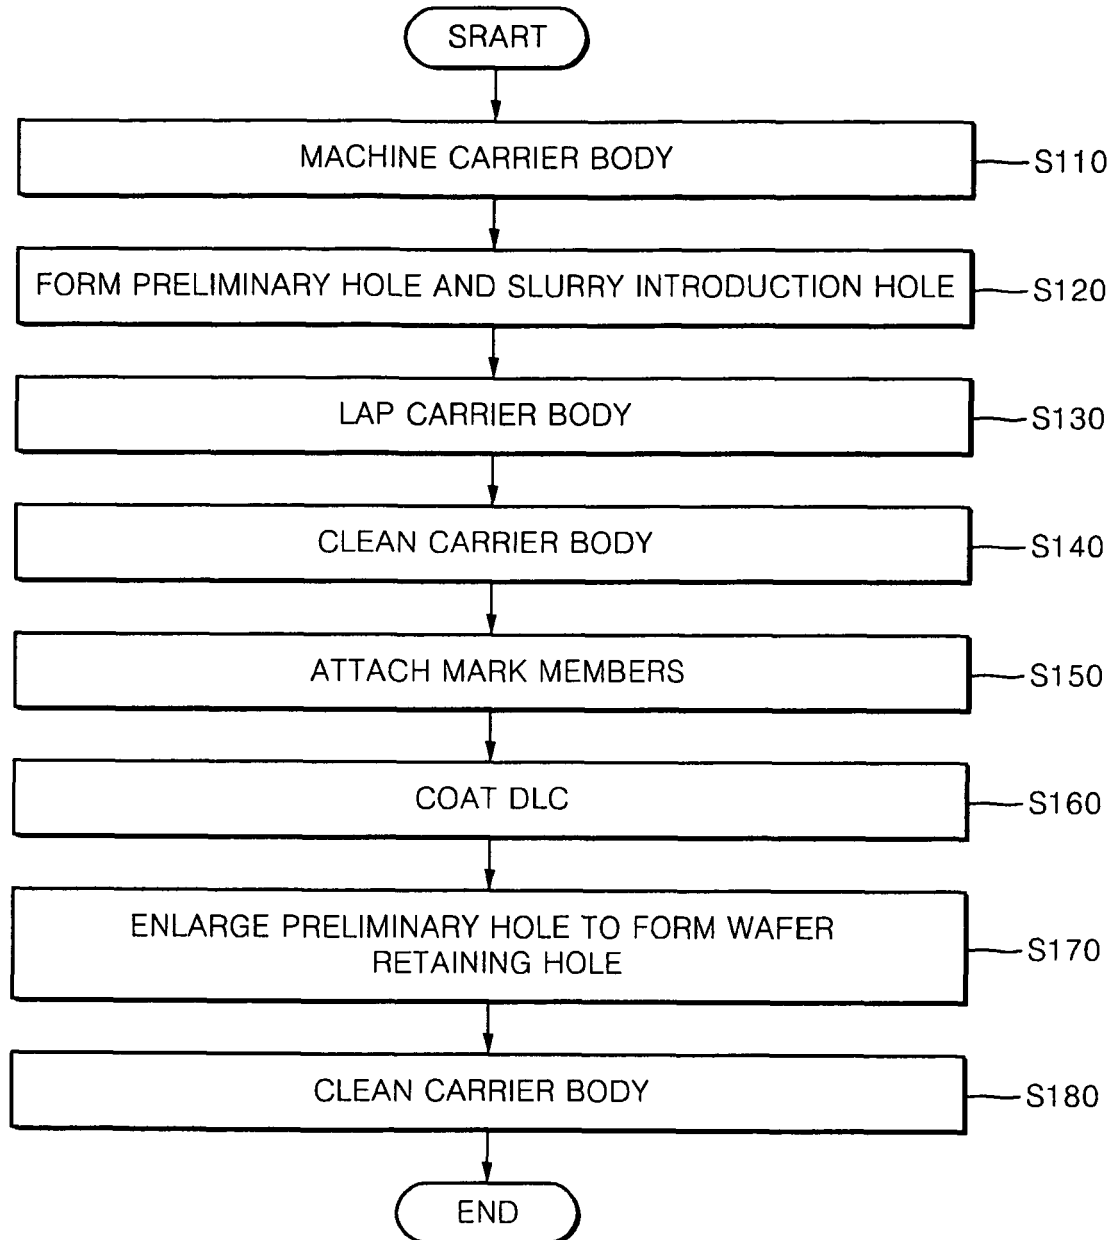 SRART
MACHINE CARRIER BODY
S110
FORM PRELIMINARY HOLE AND SLURRY INTRODUCTION HOLE
S120
LAP CARRIER BODY
S130
CLEAN CARRIER BODY
S140
ATTACH MARK MEMBERS
S150
COAT DLC
S160
ENLARGE PRELIMINARY HOLE TO FORM WAFER
RETAINING HOLE
S170
CLEAN CARRIER BODY
S180
END